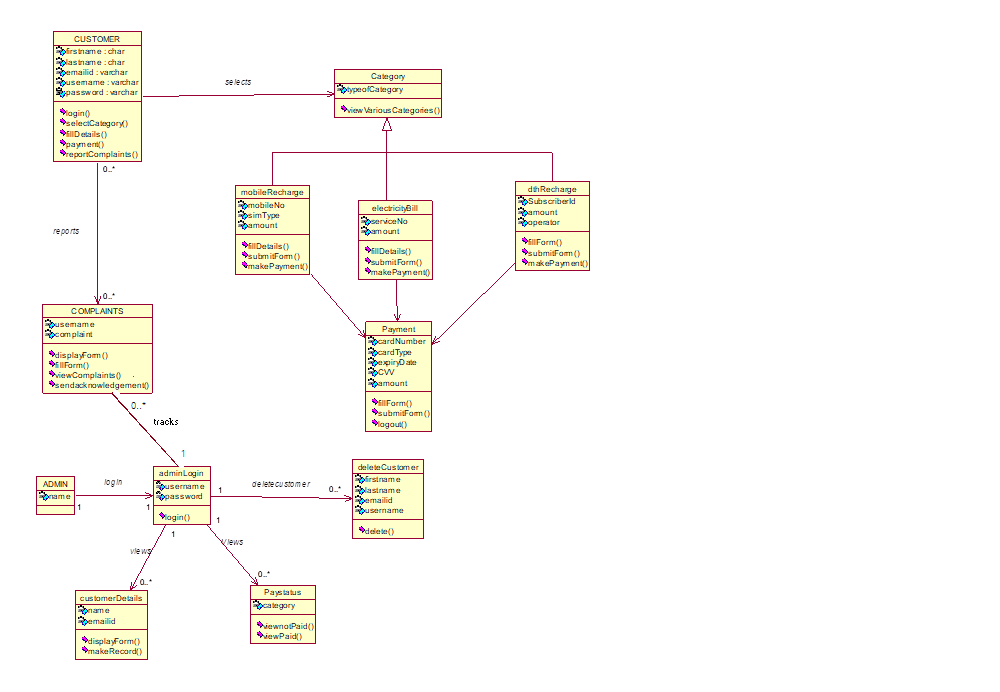 CUSTOMER
firstname : char
lastname : char
emailid : varchar
username : varchar
password : varchar
login()
selectCategory()
fillDetails()
payment()
reportComplaints()
selects
Category
typeofCategory
viewVariousCategories()
0..*
reports
0..*
mobileRecharge
mobileNo
simType
amount
fillDetails()
submitForm()
makePayment()
electricityBill
serviceNo
amount
fillDetails()
submitForm()
makePayment()
dthRecharge
SubscriberId
amount
operator
fillForm()
submitForm()
makePayment()
COMPLAINTS
username
complaint
displayForm()
fillForm()
viewComplaints()
sendacknowledgement()
Payment
cardNumber
cardType
expiryDate
CVV
amount
fillForm()
submitForm()
logout()
0..*
tracks
1
ADMIN
name
login
1
1
adminLogin
username
password
login()
1
deletecustomer
0..*
deleteCustomer
firstname
lastname
emailid
username
delete()
1
views
0..*
1
views
0..*
customerDetails
name
emailid
displayForm()
makeRecord()
Paystatus
category
viewnotPaid()
viewPaid()